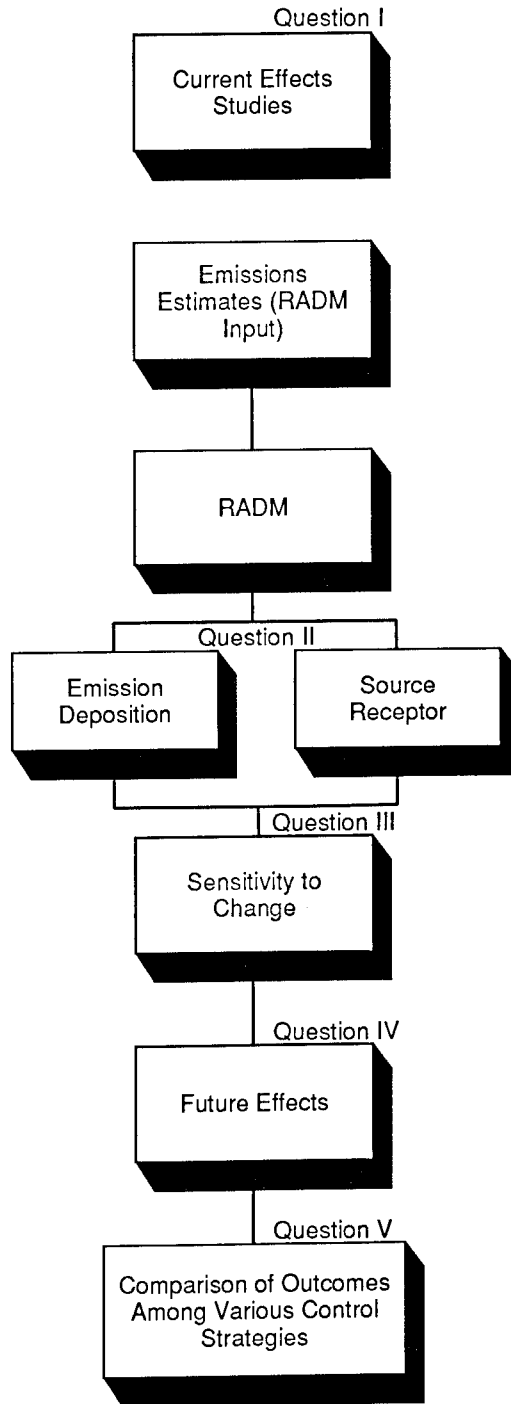 Question I
Current Effects
Studies
Emissions
Estimates (RADM
Input)
RADM
Question II
Emission
Deposition
Source
Receptor
Question III
Sensitivity to
Change
Question IV
Future Effects
Question V
Comparison of Outcomes
Among Various Control
Strategies